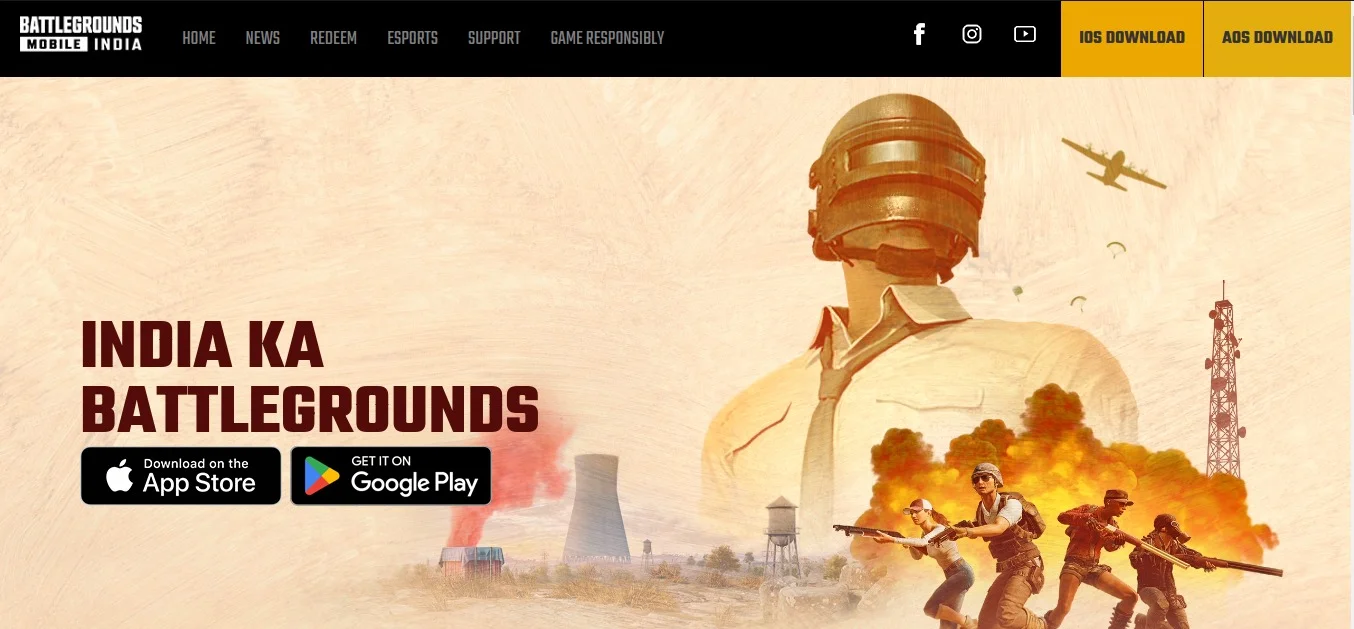 BATTLEGROUNDS
MOBILE INDIA
HOME NEWS REDEEM ESPORTS SUPPORT GAME RESPONSIBLY
IOS DOWNLOAD AOS DOWNLOAD
INDIA KA
BATTLEGROUNDS
Download on the
App Store
GET IT ON
Google Play